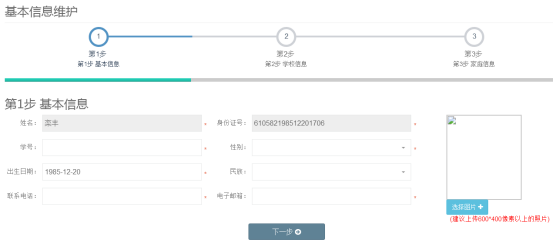 基本信息维护
1 2 3
第1步 第2步 第3步
第1步 基本信息 第2步 学校信息 第3步 家庭信息
第1步 基本信息
姓名： * 身份证号： 610582198512201706 *
学号： * 性别： *
出生日期： 1985-12-20 民族：
联系电话： * 电子邮箱： *
选择图片
(建议上传600*400像素以上的照片)
下一步